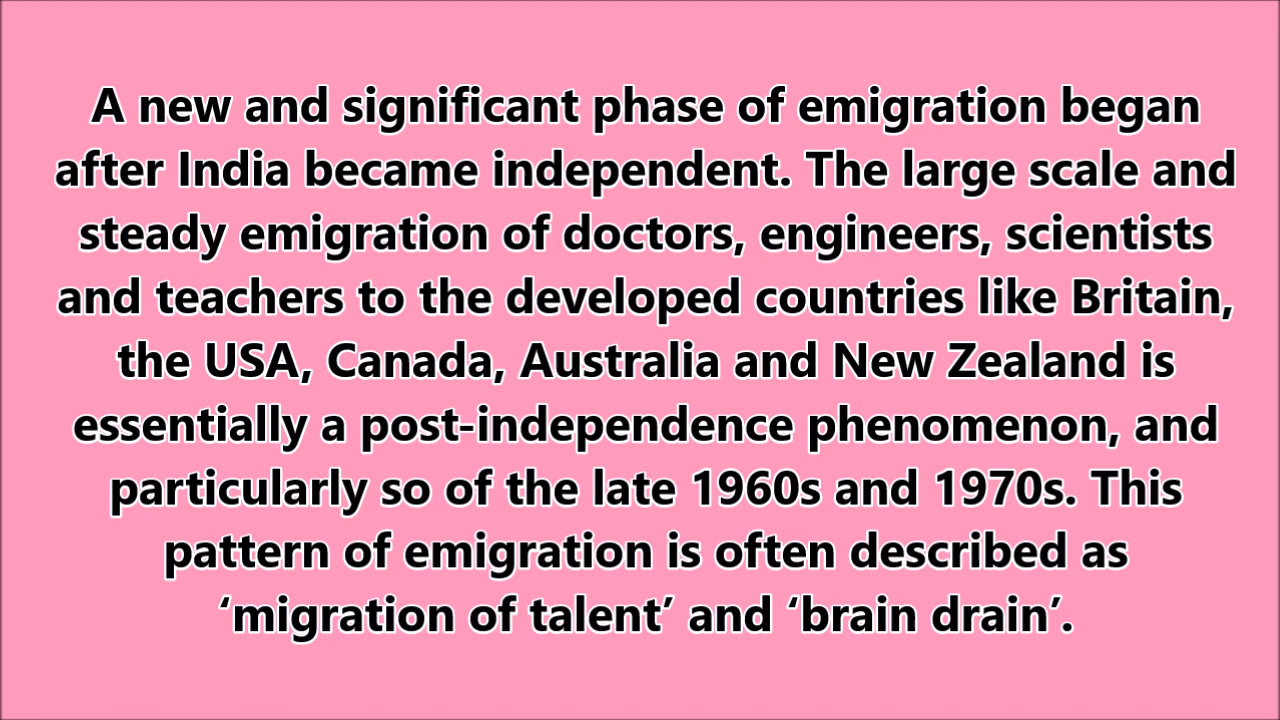 A new and significant phase of emigration began
after India became independent. The large scale and
steady emigration of doctors, engineers, scientists
and teachers to the developed countries like Britain,
the USA, Canada, Australia and New Zealand is
essentially a post-independence phenomenon, and
particularly so of the late 1960s and 1970s. This
pattern of emigration is often described as
‘migration of talent’ and ‘brain drain’.